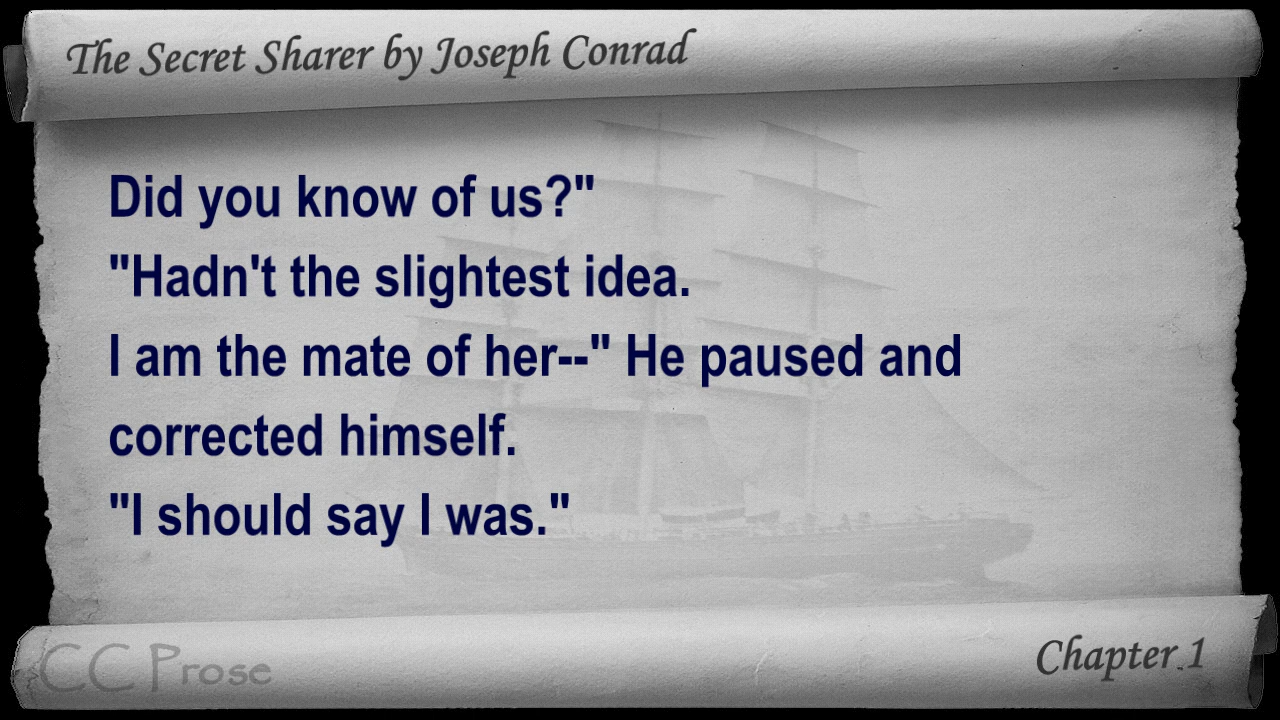 The Secret Sharer by Joseph Conrad
Did you know of us?"
"Hadn't the slightest idea.
I am the mate of her--" He paused and
corrected himself.
"I should say I was."
CC Prose
Chapter 1